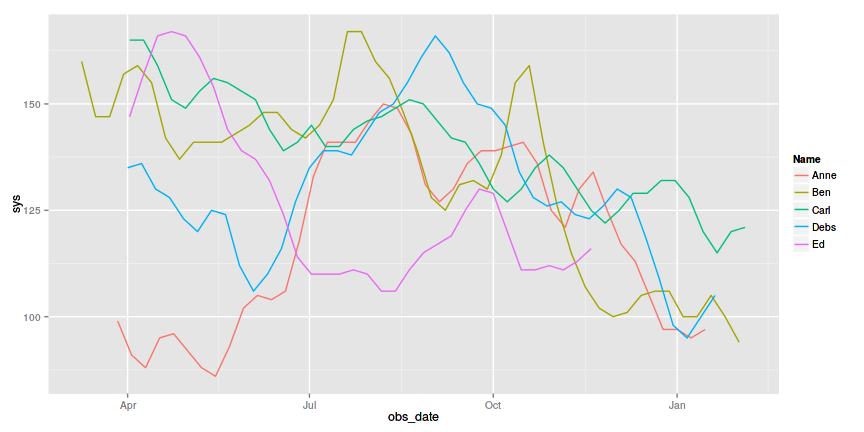 sys
150
125
100
Apr
Jul
Oct
Jan
obs_date
Name
Anne
Ben
Carl
Debs
Ed